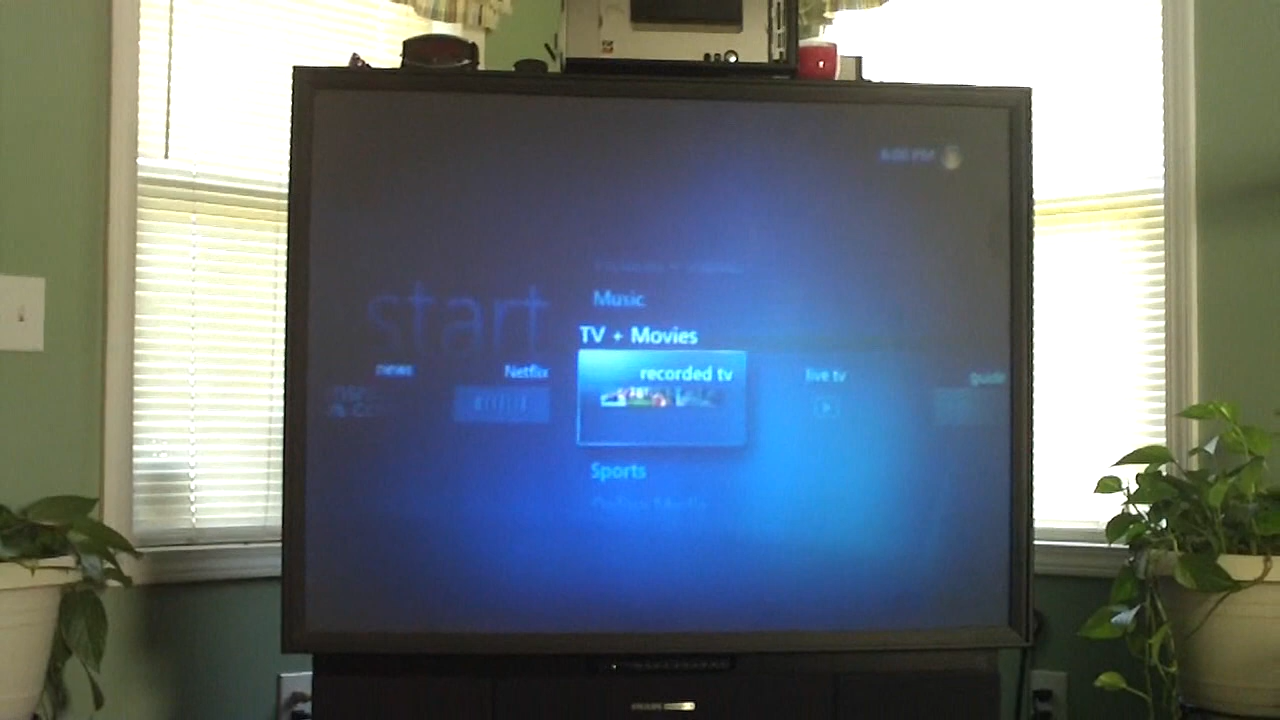 start
Music
TV + Movies
news
Netflix
recorded tv
live tv
guide
Sports